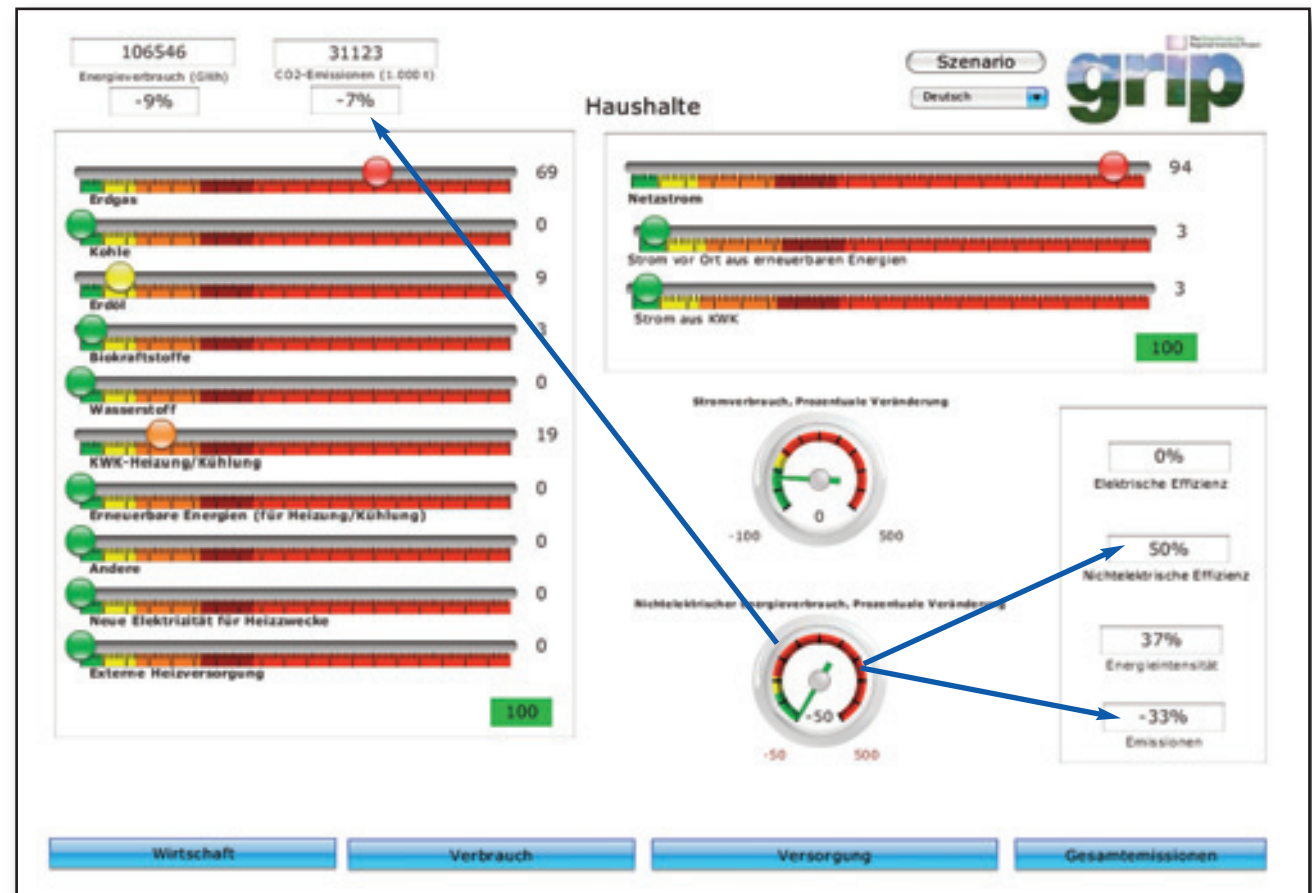 106546
Energieverbrauch (GWh)
-9%
31123
CO2-Emissionen (1.000 t)
-7%
Haushalte
Szenario
Deutsch
grip
69
Erdgas
0
Kohle
9
Erdöl
3
Biokraftstoffe
0
Wasserstoff
19
KWK-Heizung/Kühlung
0
Erneuerbare Energien (für Heizung/Kühlung)
0
Andere
0
Neue Elektrizität für Heizzwecke
0
Externe Heizversorgung
100
94
Netzstrom
3
Strom vor Ort aus erneuerbaren Energien
3
Strom aus KWK
100
Stromverbrauch, Prozentuale Veränderung
0
-100 500
Nichtelektrischer Energieverbrauch, Prozentuale Veränderung
-50
-50 500
0%
Elektrische Effizienz
50%
Nichtelektrische Effizienz
37%
Energieintensität
-33%
Emissionen
Wirtschaft Verbrauch Versorgung Gesamtemissionen